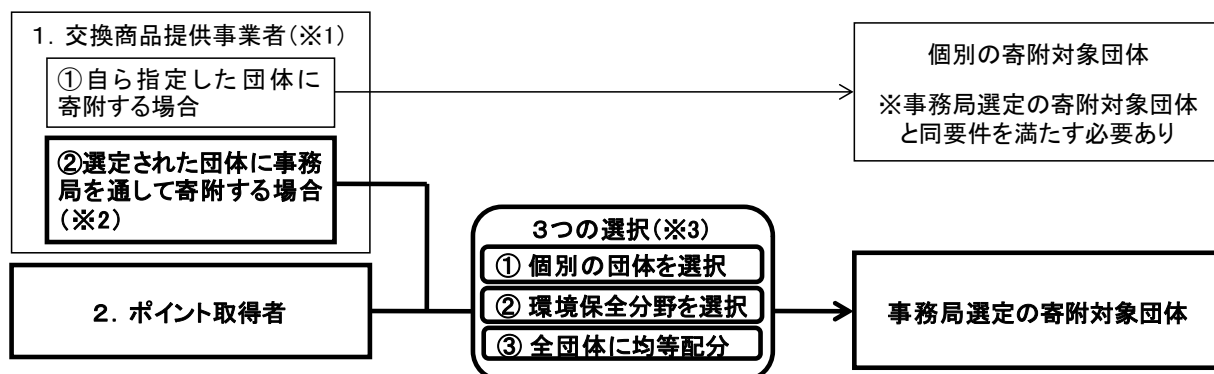 １．交換商品提供事業者（※1）
①自ら指定した団体に
寄附する場合
②選定された団体に事務
局を通して寄附する場合
（※2）
２．ポイント取得者
３つの選択（※3）
① 個別の団体を選択
② 環境保全分野を選択
③ 全団体に均等配分
個別の寄附対象団体
※事務局選定の寄附対象団体
と同要件を満たす必要あり
事務局選定の寄附対象団体